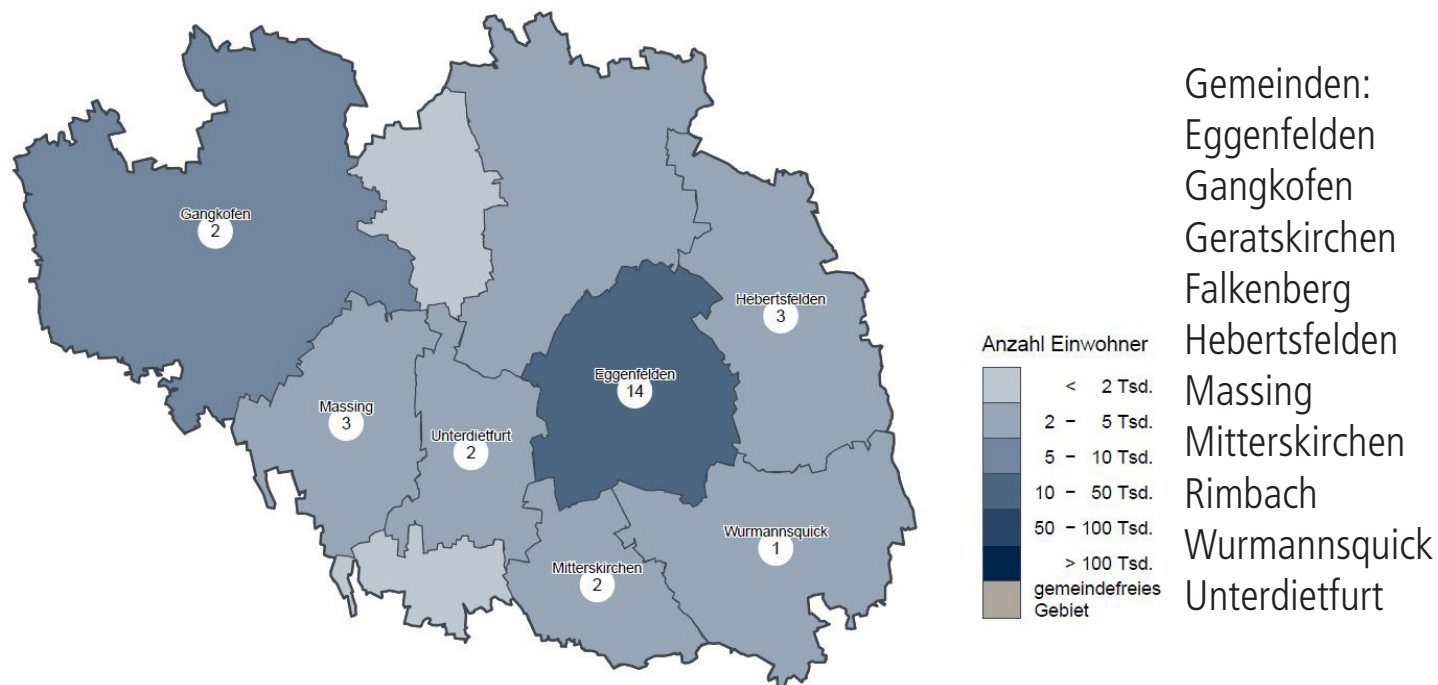 Gangkofen
2
Hebertsfelden
3
Eggenfelden
14
Massing
3
Unterdietfurt
2
Wurmannsquick
1
Mitterskirchen
2
Anzahl Einwohner
< 2 Tsd.
2 – 5 Tsd.
5 – 10 Tsd.
10 – 50 Tsd.
50 – 100 Tsd.
> 100 Tsd.
gemeindefreies
Gebiet
Gemeinden:
Eggenfelden
Gangkofen
Geratskirchen
Falkenberg
Hebertsfelden
Massing
Mitterskirchen
Rimbach
Wurmannsquick
Unterdietfurt